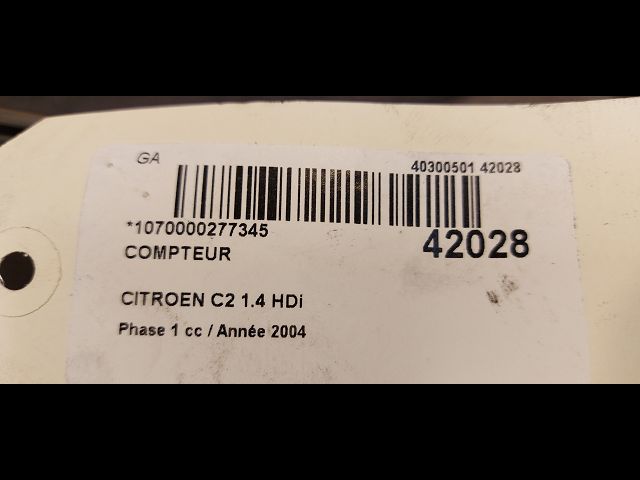 GA
40300501 42028
*1070000277345
42028
COMPTEUR
CITROEN C2 1.4 HDi
Phase 1 cc / Année 2004